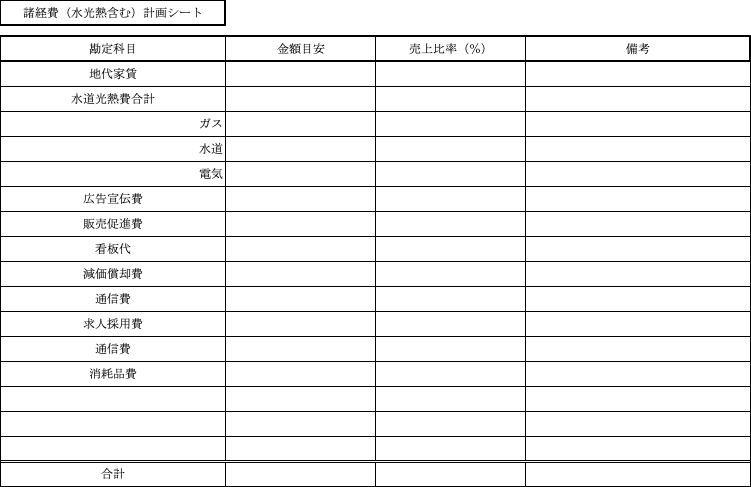 諸経費（水光熱含む）計画シート
勘定科目 金額目安 売上比率（％） 備考
地代家賃
水道光熱費合計
ガス
水道
電気
広告宣伝費
販売促進費
看板代
減価償却費
通信費
求人採用費
通信費
消耗品費
合計